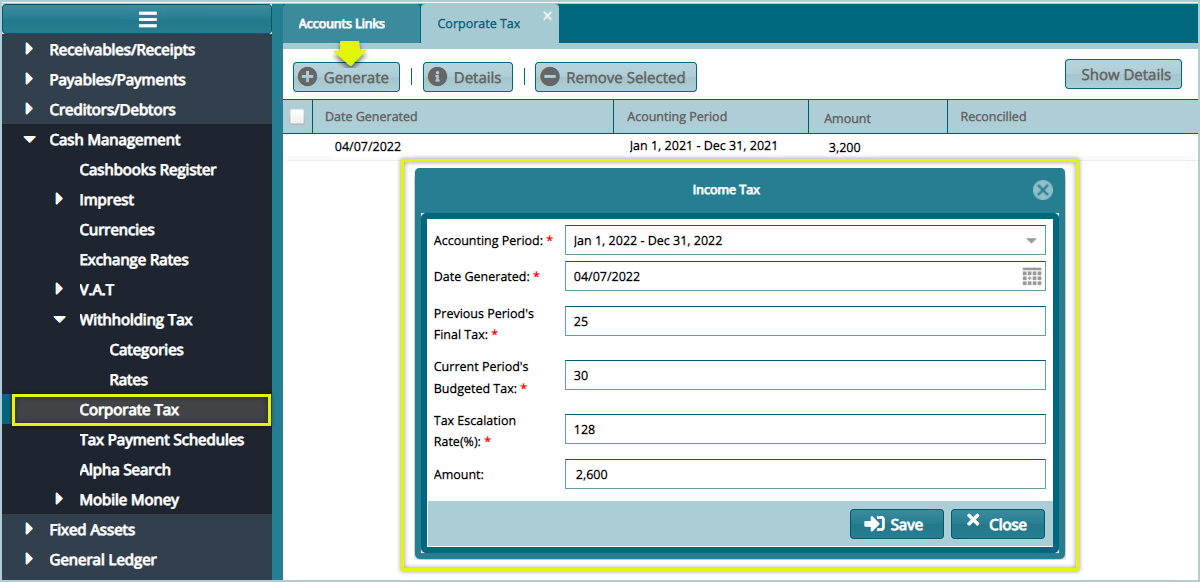 Receivables/Receipts
Payables/Payments
Creditors/Debtors
Cash Management
Cashbooks Register
Imprest
Currencies
Exchange Rates
V.A.T
Withholding Tax
Categories
Rates
Corporate Tax
Tax Payment Schedules
Alpha Search
Mobile Money
Fixed Assets
General Ledger
Accounts Links
Corporate Tax
Generate
Details
Remove Selected
Show Details
Date Generated
Acounting Period
Amount
Reconcilled
04/07/2022
Jan 1, 2021 - Dec 31, 2021
3,200
Income Tax
Accounting Period: *
Jan 1, 2022 - Dec 31, 2022
Date Generated: *
04/07/2022
Previous Period's
Final Tax: *
25
Current Period's
Budgeted Tax: *
30
Tax Escalation
Rate(%): *
128
Amount:
2,600
Save
Close